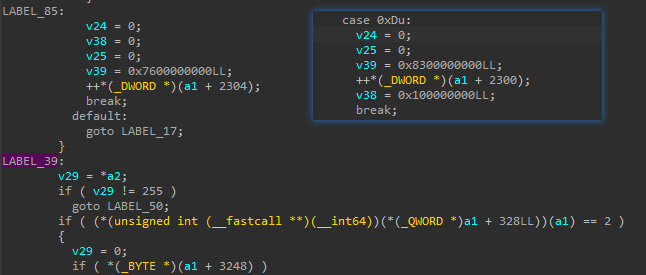 LABEL_85:
v24 = 0;
v38 = 0;
v25 = 0;
v39 = 0x7600000000LL;
++*(_DWORD *)(a1 + 2304);
break;
default:
goto LABEL_17;
}
LABEL_39:
v29 = *a2;
if ( v29 != 255 )
goto LABEL_50;
if ( (*(unsigned int (__fastcall **)(__int64))(*(_QWORD *)a1 + 328LL))(a1) == 2 )
{
v29 = 0;
if ( *(_BYTE *)(a1 + 3248) )
case 0xDu:
v24 = 0;
v25 = 0;
v39 = 0x8300000000LL;
++*(_DWORD *)(a1 + 2300);
v38 = 0x100000000LL;
break;